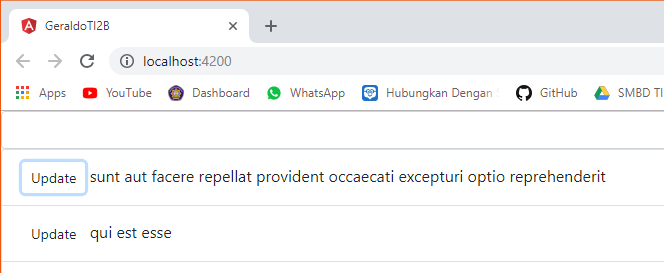 GeraldoTI2B
localhost:4200
Apps YouTube Dashboard WhatsApp Hubungkan Dengan GitHub SMBD TI
Update sunt aut facere repellat provident occaecati excepturi optio reprehenderit
Update qui est esse